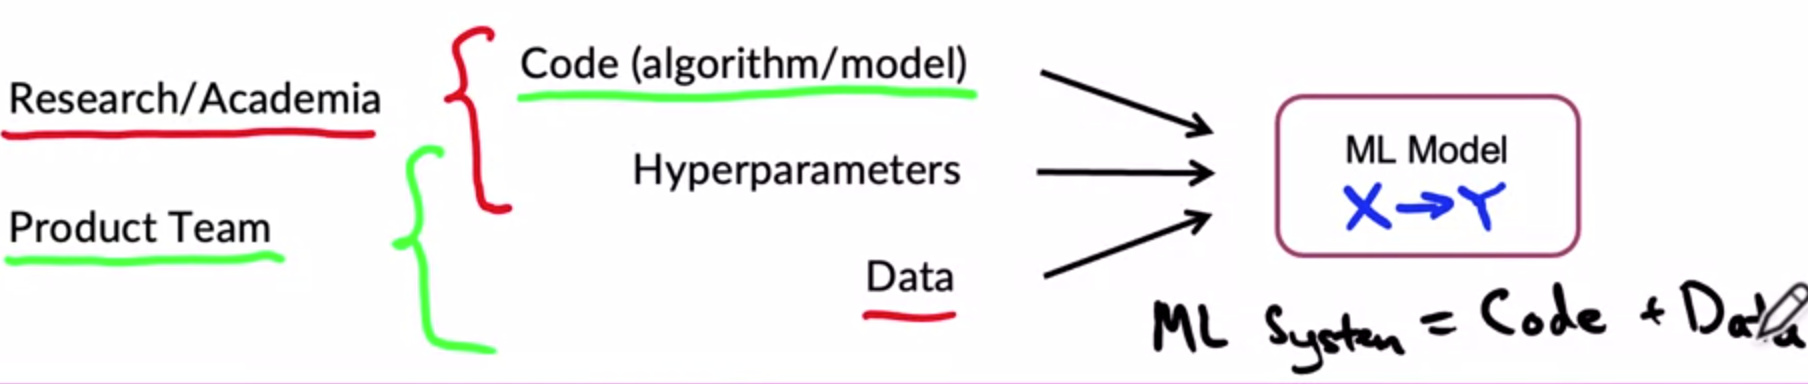 Code (algorithm/model)
Research/Academia
ML Model
Hyperparameters
X → Y
Product Team
Data
ML System = Code + Data